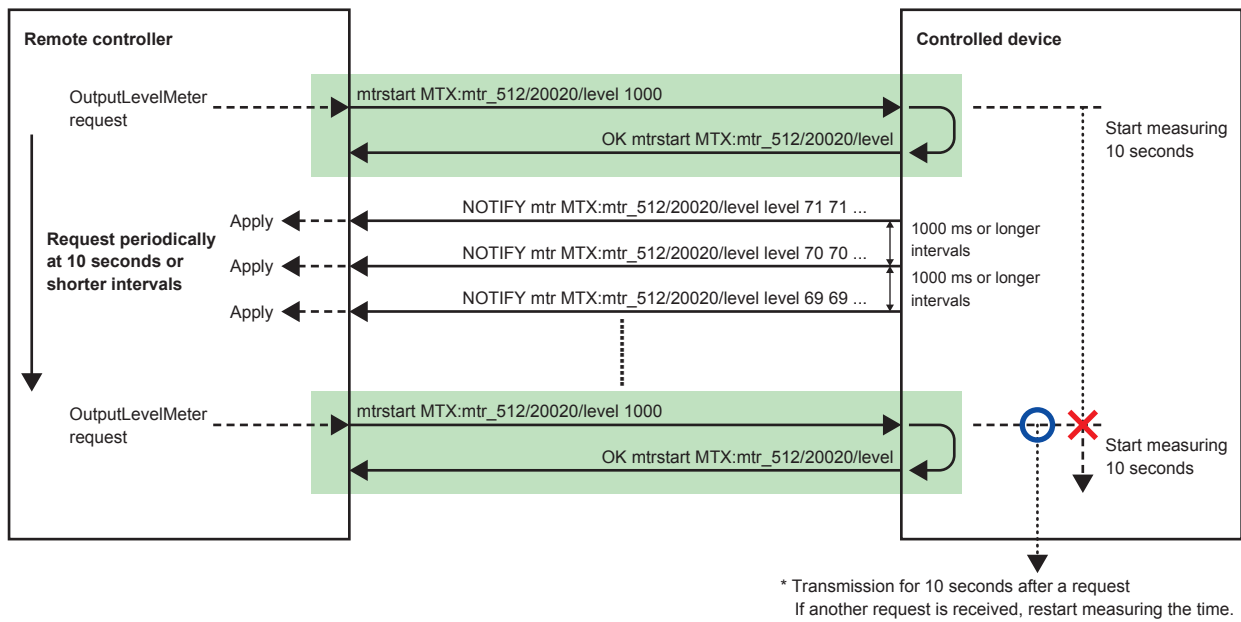 Remote controller
Controlled device
OutputLevelMeter
request
mtrstart MTX:mtr_512/20020/level 1000
OK mtrstart MTX:mtr_512/20020/level
Start measuring
10 seconds
Request periodically
at 10 seconds or
shorter intervals
Apply
NOTIFY mtr MTX:mtr_512/20020/level level 71 71 ...
1000 ms or longer
intervals
Apply
NOTIFY mtr MTX:mtr_512/20020/level level 70 70 ...
1000 ms or longer
intervals
Apply
NOTIFY mtr MTX:mtr_512/20020/level level 69 69 ...
OutputLevelMeter
request
mtrstart MTX:mtr_512/20020/level 1000
OK mtrstart MTX:mtr_512/20020/level
Start measuring
10 seconds
* Transmission for 10 seconds after a request
If another request is received, restart measuring the time.